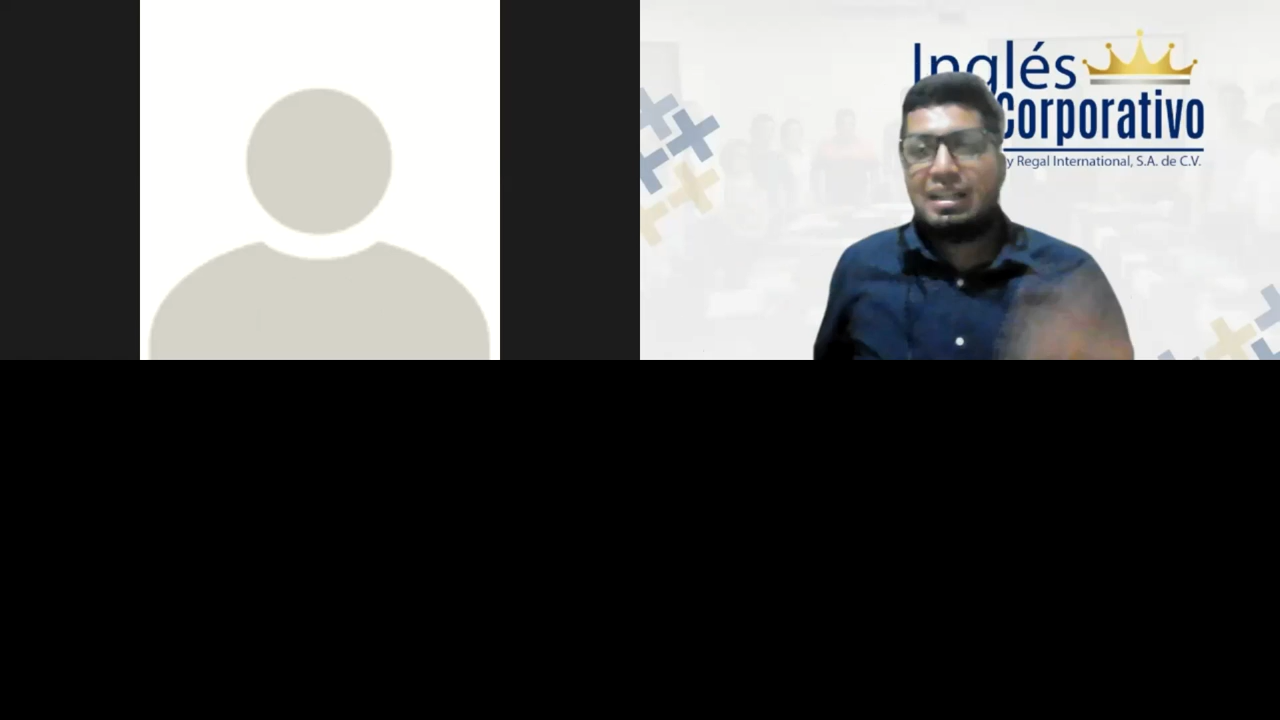 Inglés
Corporativo
y Regal International, S.A. de C.V.